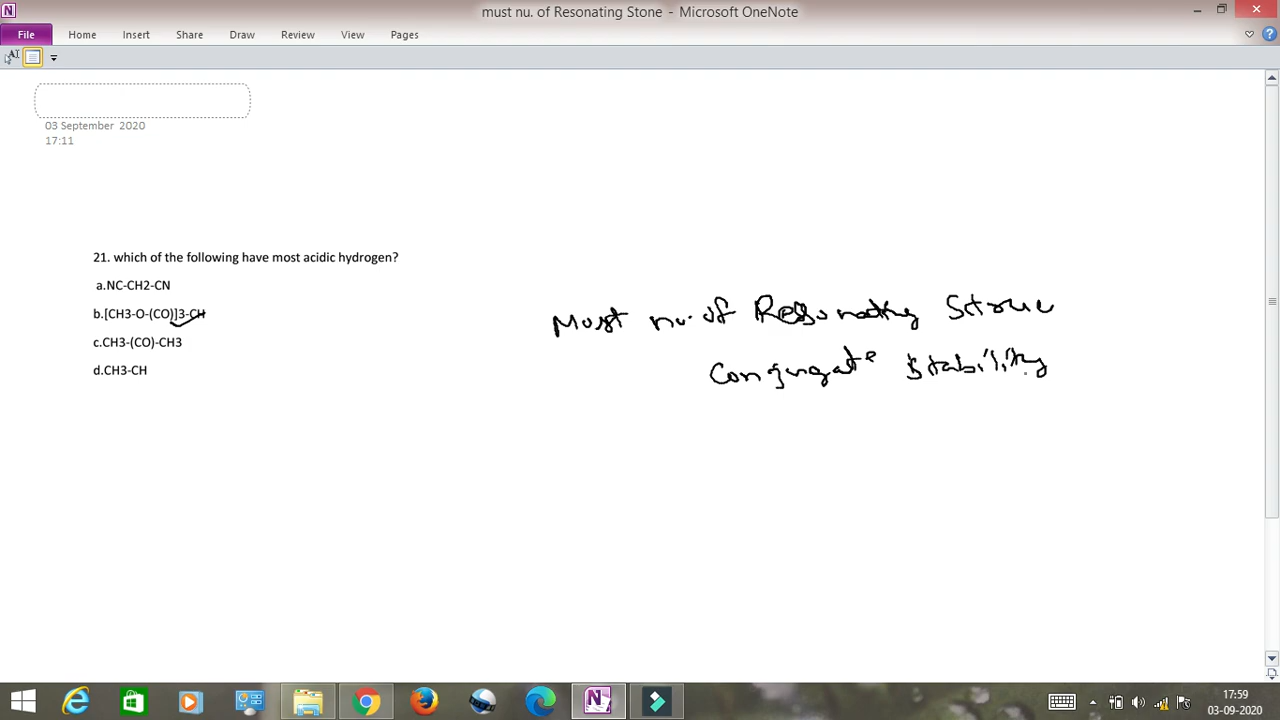 must nu. of Resonating Stone - Microsoft OneNote
File Home Insert Share Draw Review View Pages
03 September 2020
17:11
21. which of the following have most acidic hydrogen?
a.NC-CH2-CN
b.[CH3-O-(CO)]3-CH
c.CH3-(CO)-CH3
d.CH3-CH
Must nu. of Resonating Struc
Conjugate Stability
17:59
03-09-2020